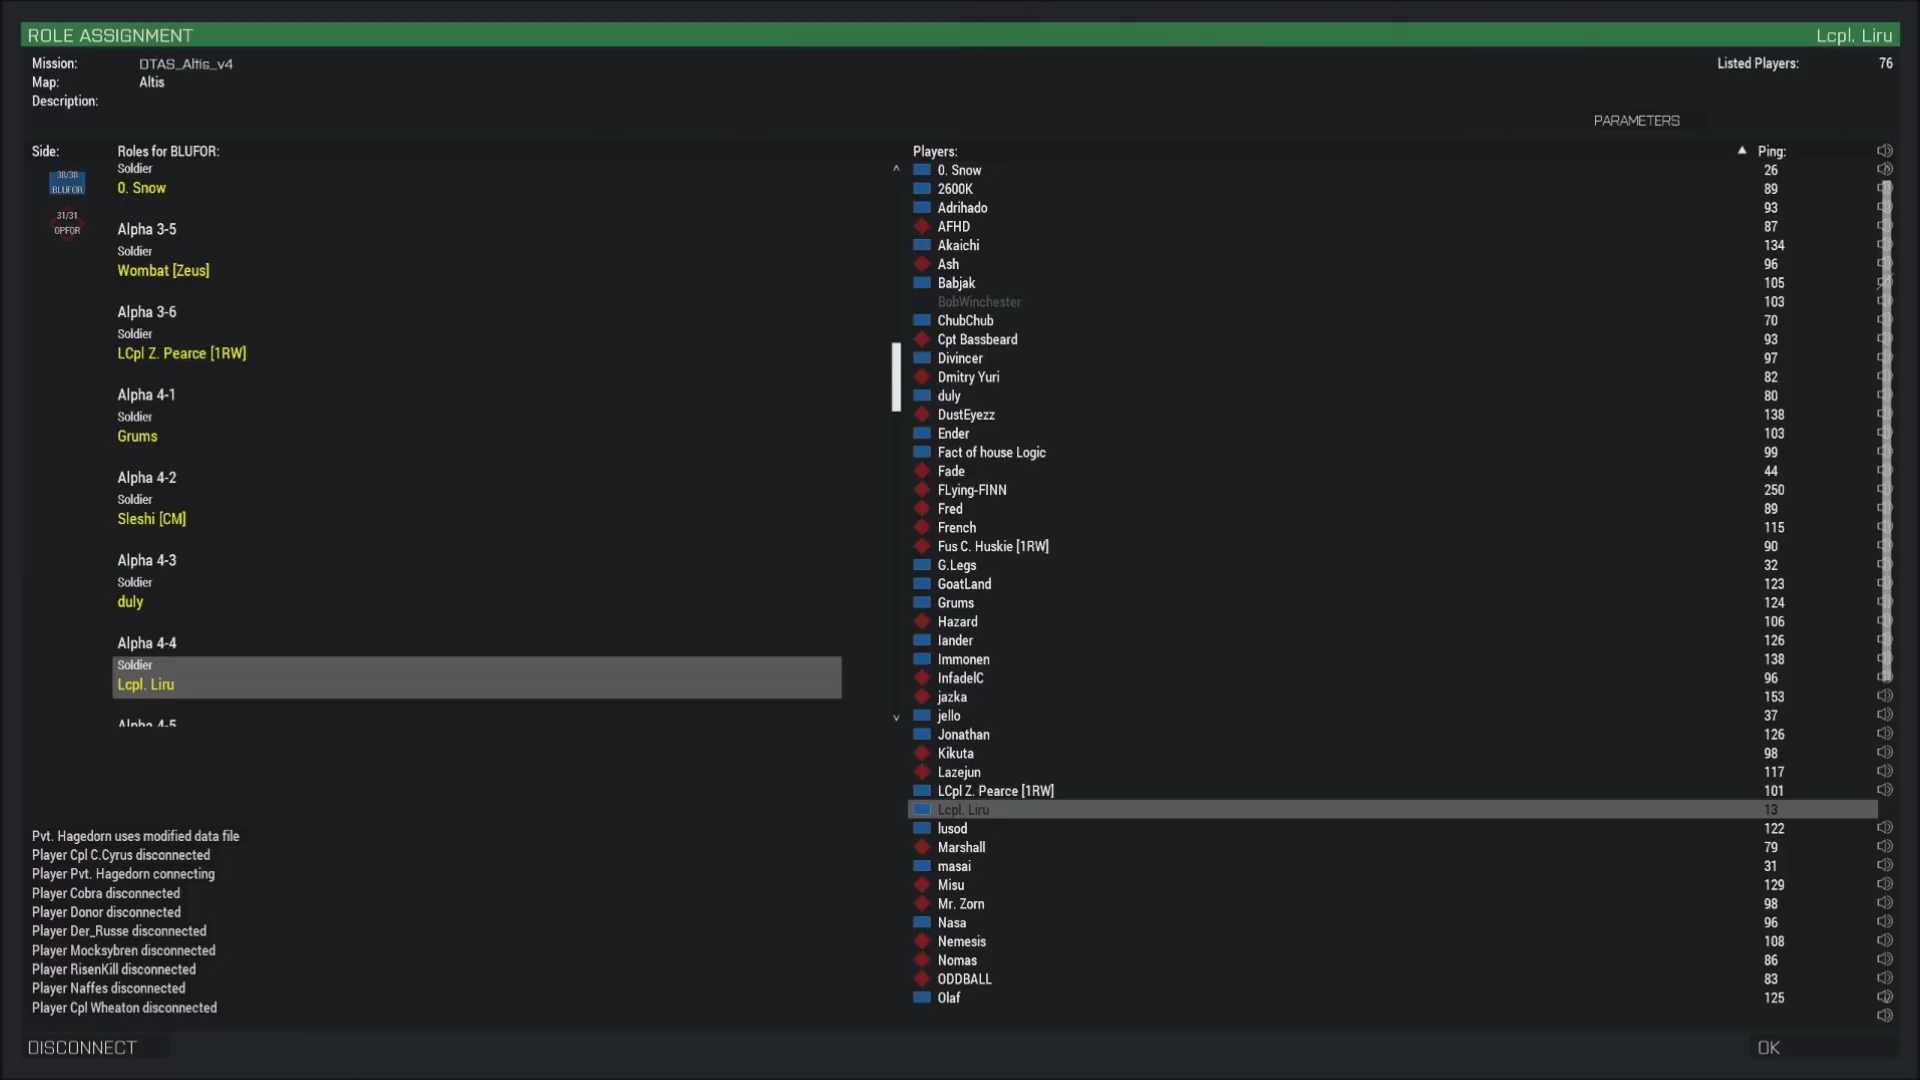 ROLE ASSIGNMENT Lcpl. Liru
Mission: DTAS_Altis_v4 Listed Players: 76
Map: Altis
Description:
PARAMETERS
Side: Roles for BLUFOR: Players: Ping:
38/38
BLUFOR
31/31
OPFOR
Soldier
0. Snow
Alpha 3-5
Soldier
Wombat [Zeus]
Alpha 3-6
Soldier
LCpl Z. Pearce [1RW]
Alpha 4-1
Soldier
Grums
Alpha 4-2
Soldier
Sleshi [CM]
Alpha 4-3
Soldier
duly
Alpha 4-4
Soldier
Lcpl. Liru
Alpha 4-5
0. Snow 26
2600K 89
Adrihado 93
AFHD 87
Akaichi 134
Ash 96
Babjak 105
BobWinchester 103
ChubChub 70
Cpt Bassbeard 93
Divincer 97
Dmitry Yuri 82
duly 80
DustEyezz 138
Ender 103
Fact of house Logic 99
Fade 44
FLying-FINN 250
Fred 89
French 115
Fus C. Huskie [1RW] 90
G.Legs 32
GoatLand 123
Grums 124
Hazard 106
Iander 126
Immonen 138
InfadelC 96
jazka 153
jello 37
Jonathan 126
Kikuta 98
Lazejun 117
LCpl Z. Pearce [1RW] 101
Lcpl. Liru 13
lusod 122
Marshall 79
masai 31
Misu 129
Mr. Zorn 98
Nasa 96
Nemesis 108
Nomas 86
ODDBALL 83
Olaf 125
Pvt. Hagedorn uses modified data file
Player Cpl C.Cyrus disconnected
Player Pvt. Hagedorn connecting
Player Cobra disconnected
Player Donor disconnected
Player Der_Russe disconnected
Player Mocksybren disconnected
Player RisenKill disconnected
Player Naffes disconnected
Player Cpl Wheaton disconnected
DISCONNECT OK